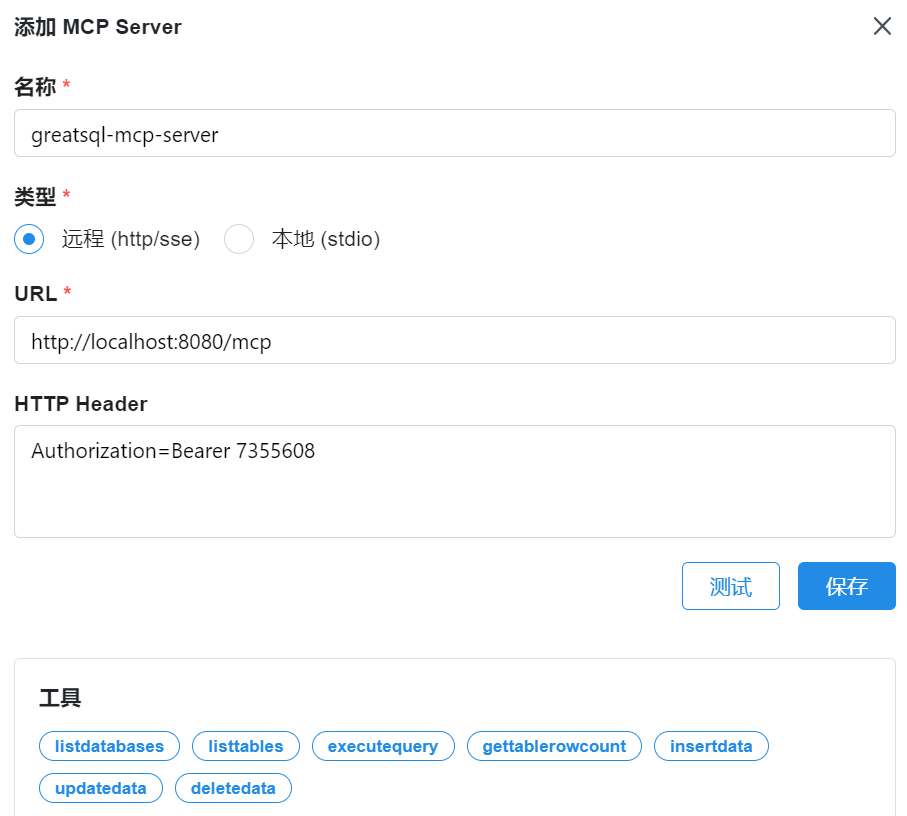 添加 MCP Server
名称 *
greatsql-mcp-server
类型 *
远程 (http/sse) 本地 (stdio)
URL *
http://localhost:8080/mcp
HTTP Header
Authorization=Bearer 7355608
测试 保存
工具
listdatabases listtables executequery gettablerowcount insertdata
updatedata deletedata